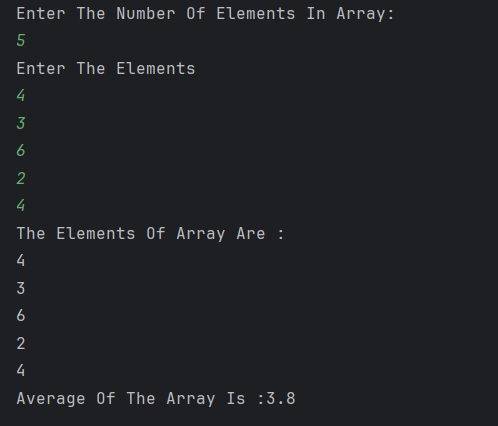 Enter The Number Of Elements In Array:
5
Enter The Elements
4
3
6
2
4
The Elements Of Array Are :
4
3
6
2
4
Average Of The Array Is :3.8